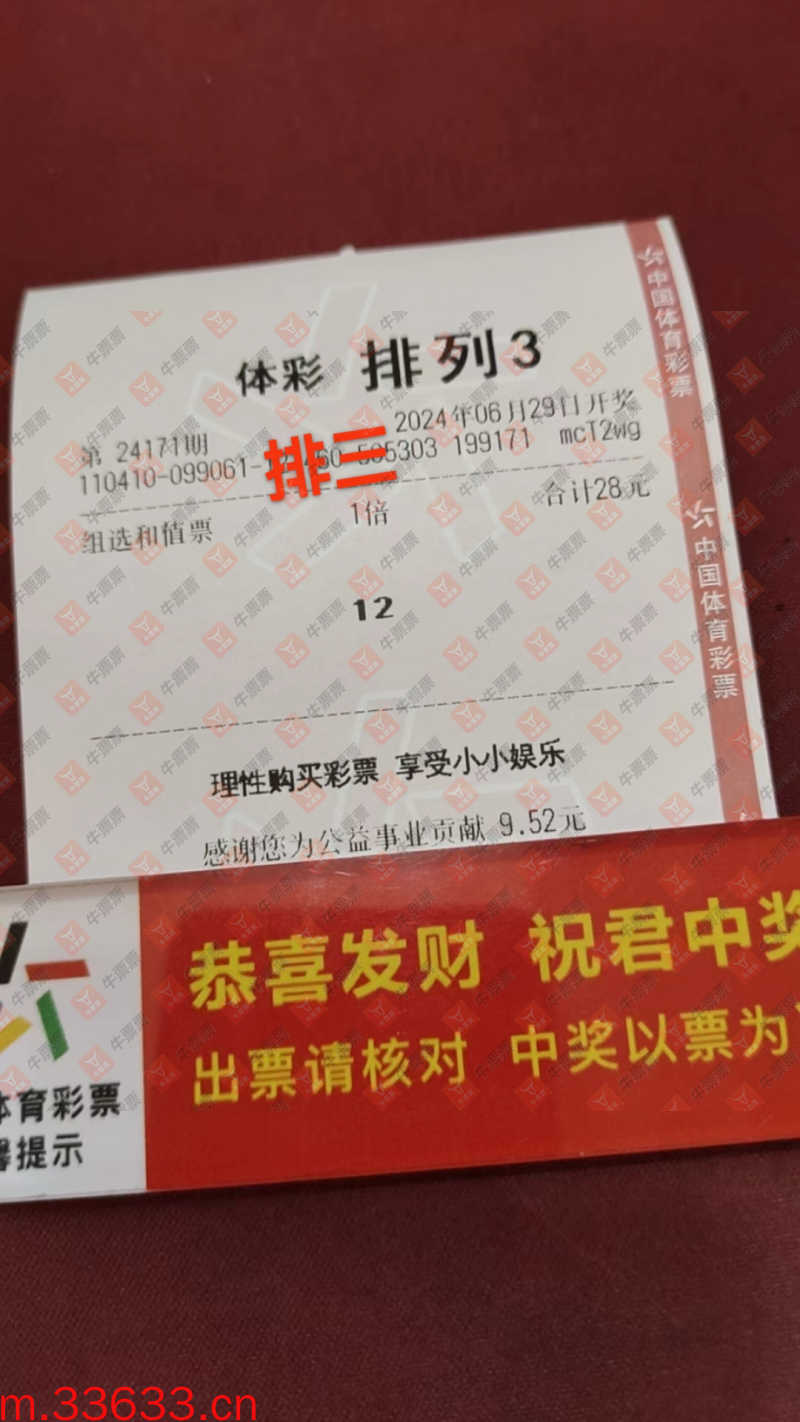 体彩 排列3
第 24171期 2024年06月29日开奖
110410-099061- 303 199171 mcT2wg
排三
组选和值票 1倍 合计28元
12
理性购买彩票 享受小小娱乐
感谢您为公益事业贡献 9.52元
中国体育彩票
中国体育彩票
恭喜发财 祝君中奖
出票请核对 中奖以票为
体育彩票
提示
牛票票
m.33633.cn